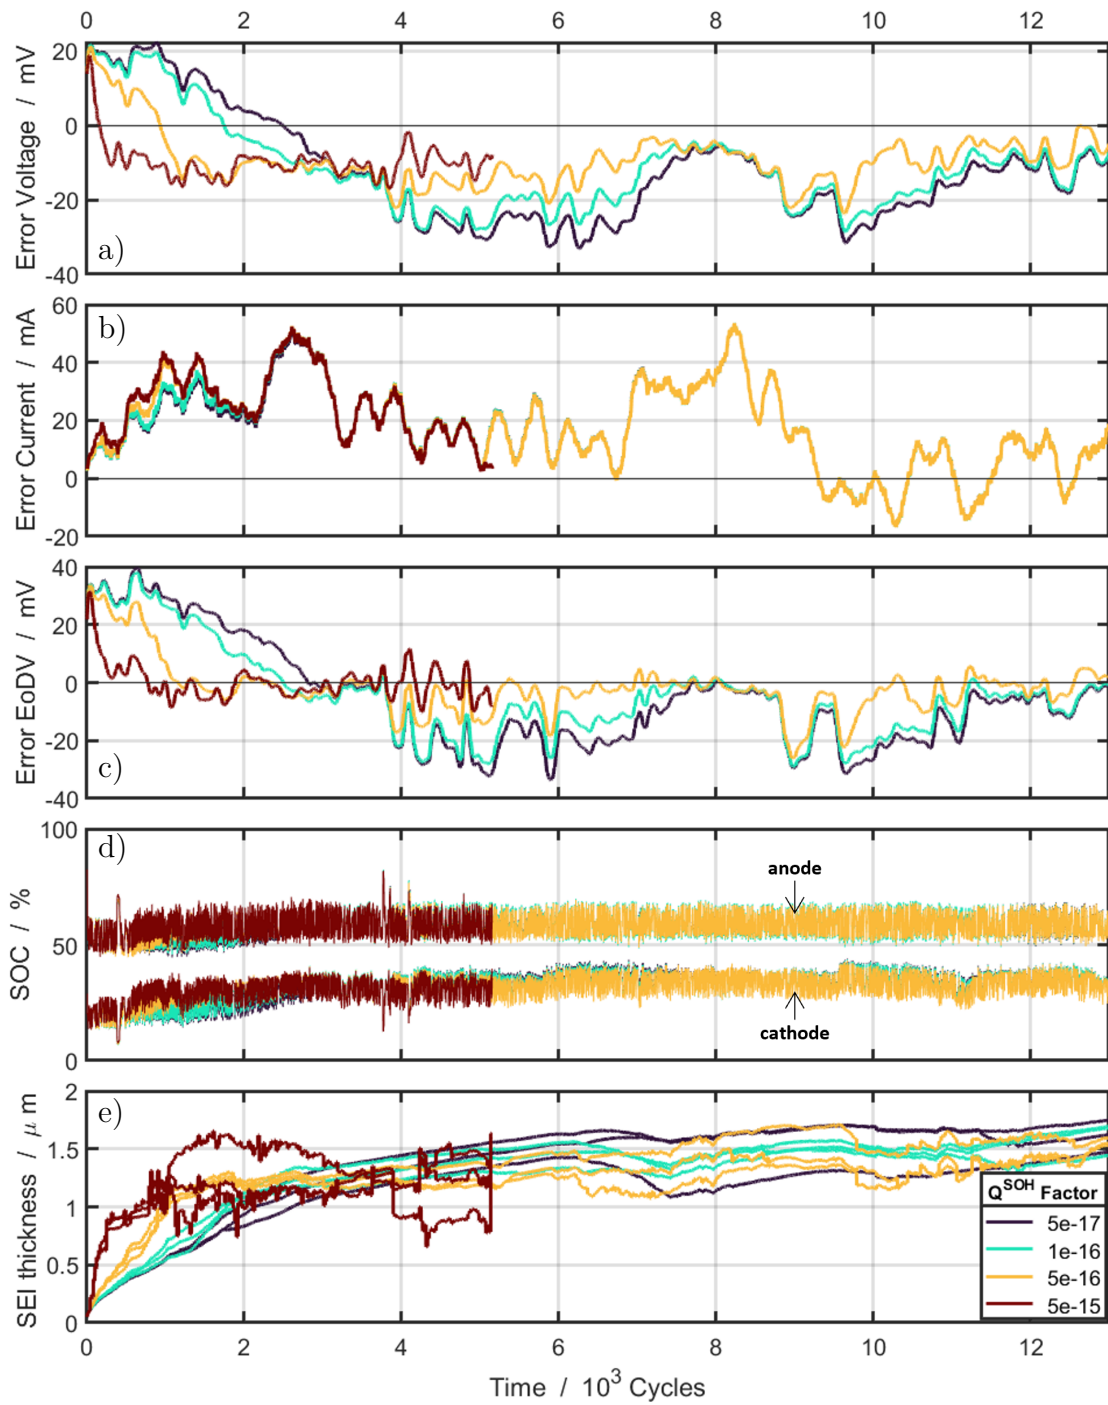 0 2 4 6 8 10 12
20
0
-20
-40
Error Voltage / mV
a)
60
40
20
0
-20
Error Current / mA
b)
40
20
0
-20
-40
Error EoDV / mV
c)
100
50
0
SOC / %
d)
anode
cathode
2
1.5
1
0.5
0
SEI thickness / μ m
e)
Q^SOH Factor
5e-17
1e-16
5e-16
5e-15
0 2 4 6 8 10 12
Time / 10^3 Cycles